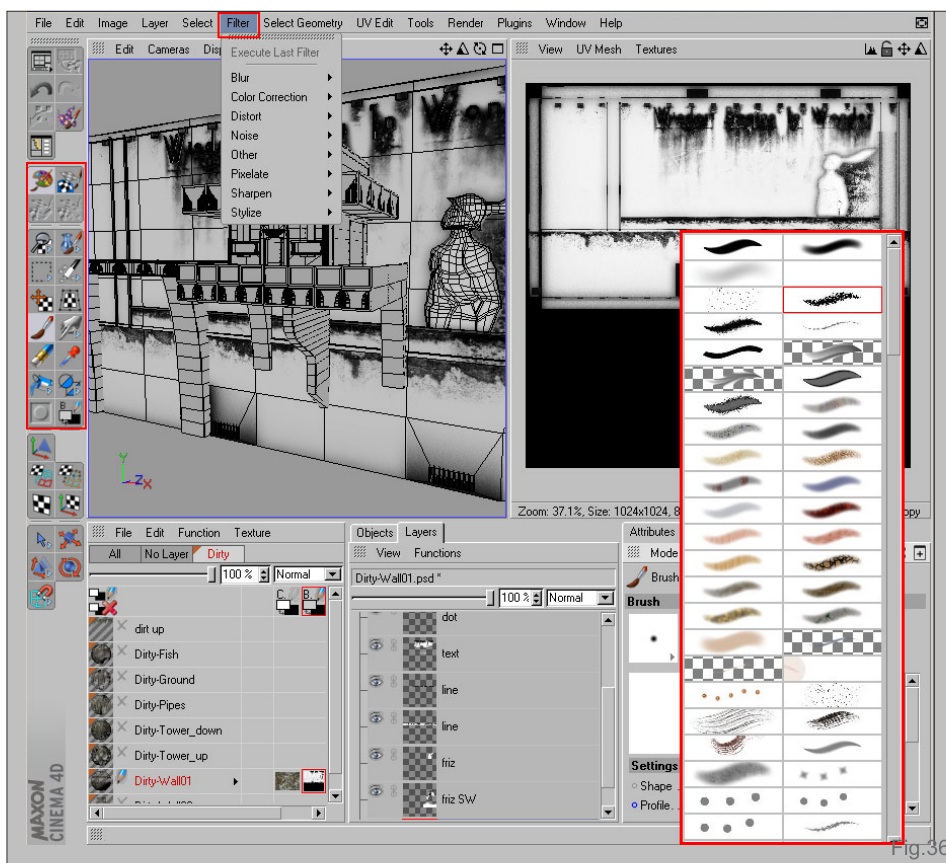 File Edit Image Layer Select Filter Select Geometry UV Edit Tools Render Plugins Window Help
Edit Cameras
View UV Mesh Textures
Execute Last Filter
Blur
Color Correction
Distort
Noise
Other
Pixelate
Sharpen
Stylize
Y
Z X
Zoom: 37.1%, Size: 1024x1024, 8
File Edit Function Texture
All No Layer Dirty
100 % Normal
C. B.
dirt up
Dirty-Fish
Dirty-Ground
Dirty-Pipes
Dirty-Tower_down
Dirty-Tower_up
Dirty-Wall01
Objects Layers
View Functions
Dirty-Wall01.psd *
100 % Normal
dot
text
line
line
friz
friz SW
Attributes
Mode
Brush
Brush
Settings
Shape
Profile.
MAXON
CINEMA 4D
Fig.36